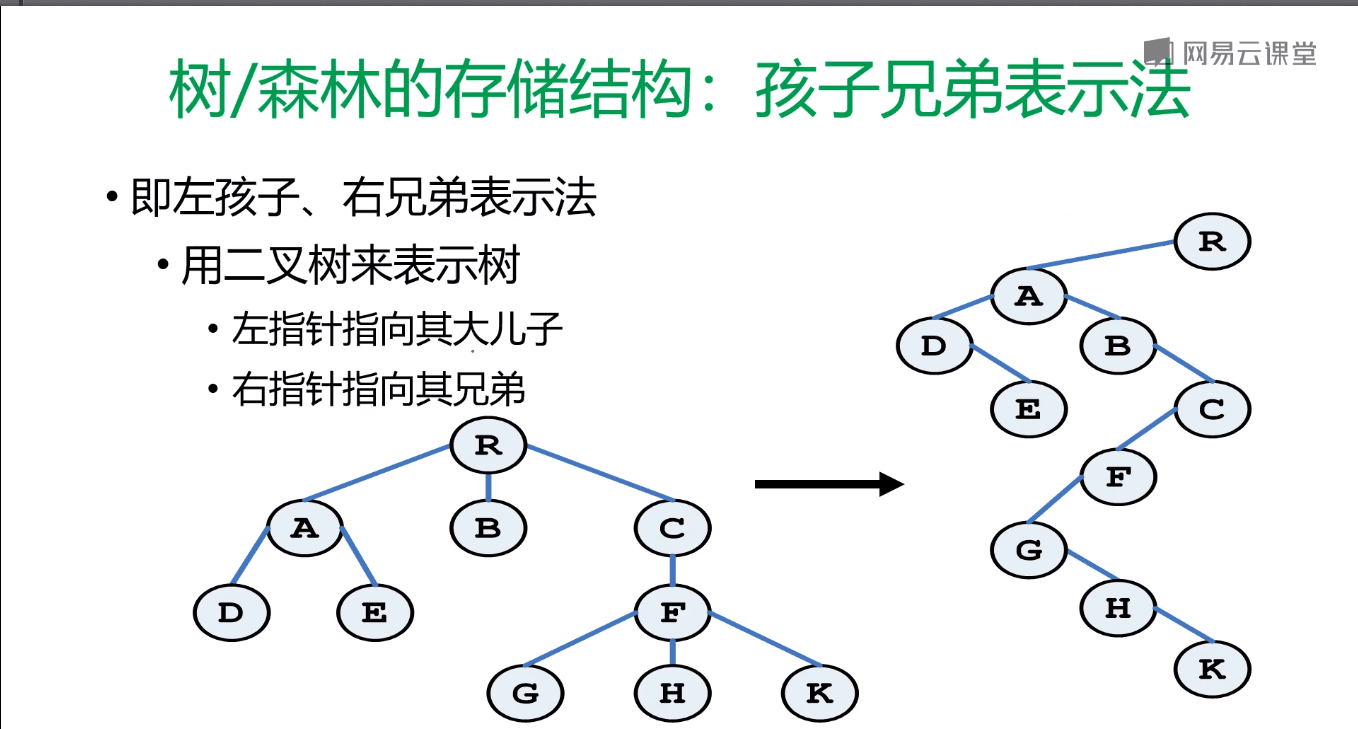 网易云课堂
树/森林的存储结构：孩子兄弟表示法
• 即左孩子、右兄弟表示法
• 用二叉树来表示树
• 左指针指向其大儿子
• 右指针指向其兄弟
R
A B C
D E F
G H K
R
A
D B
E C
F
G
H
K